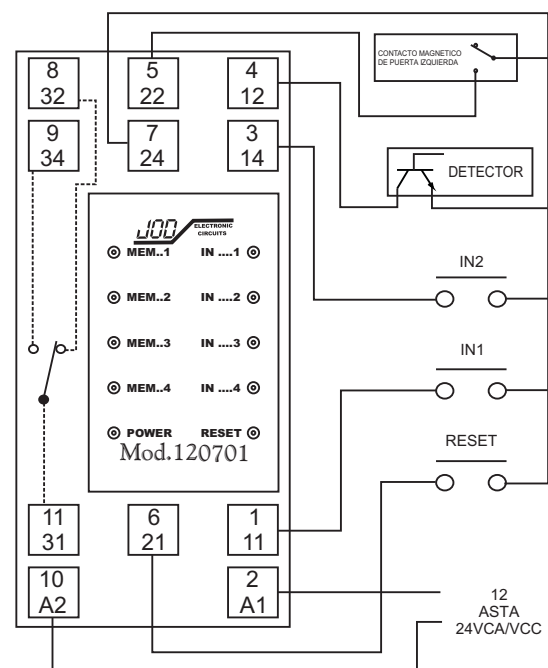 8
32
5
22
4
12
CONTACTO MAGNETICO
DE PUERTA IZQUIERDA
9
34
7
24
3
14
DETECTOR
JOD ELECTRONIC
CIRCUITS
MEM..1 IN ....1
MEM..2 IN ....2
MEM..3 IN ....3
MEM..4 IN ....4
POWER RESET
Mod.120701
IN2
IN1
RESET
11
31
6
21
1
11
10
A2
2
A1
12
ASTA
24VCA/VCC